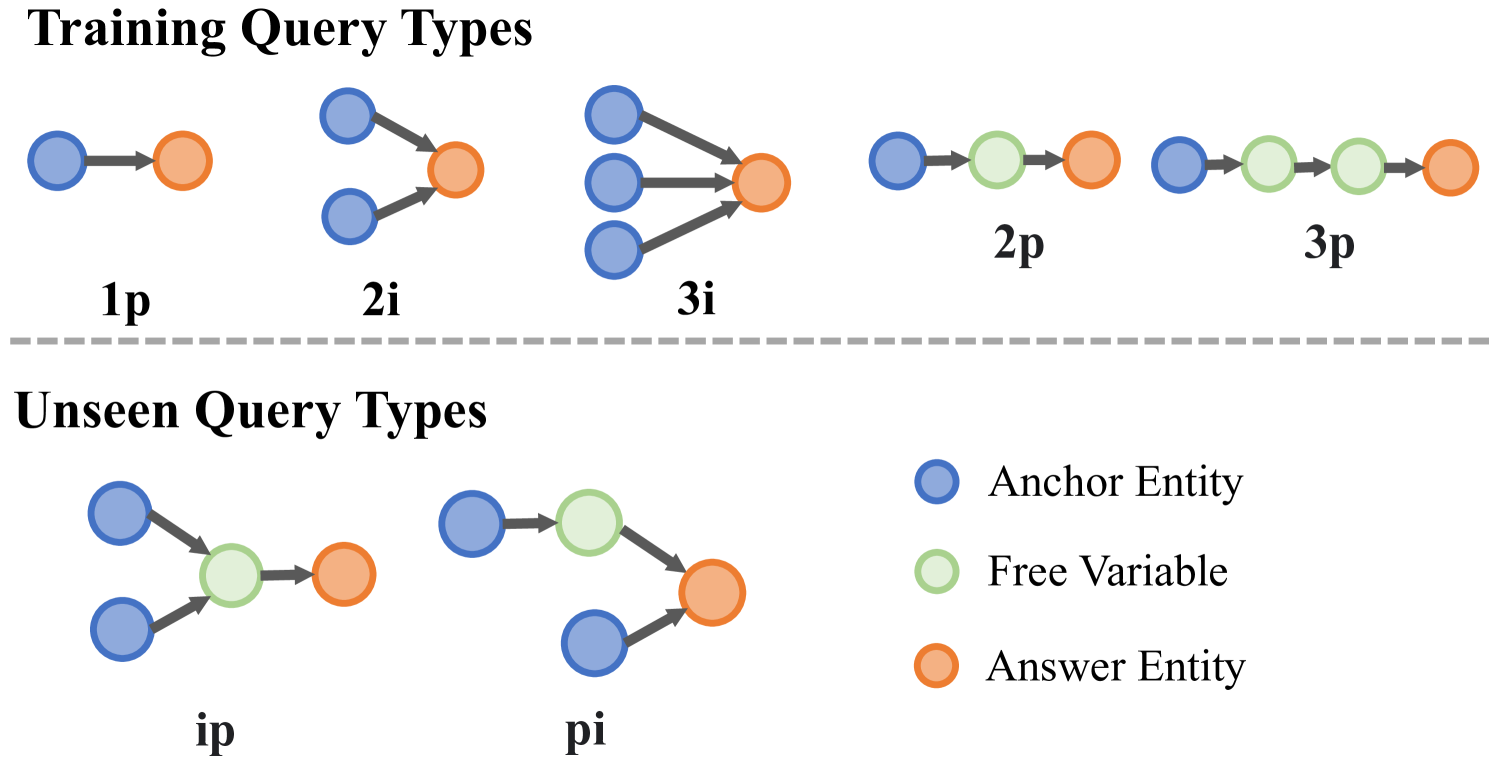 Training Query Types
1p
2i
3i
2p
3p
Unseen Query Types
ip
pi
Anchor Entity
Free Variable
Answer Entity